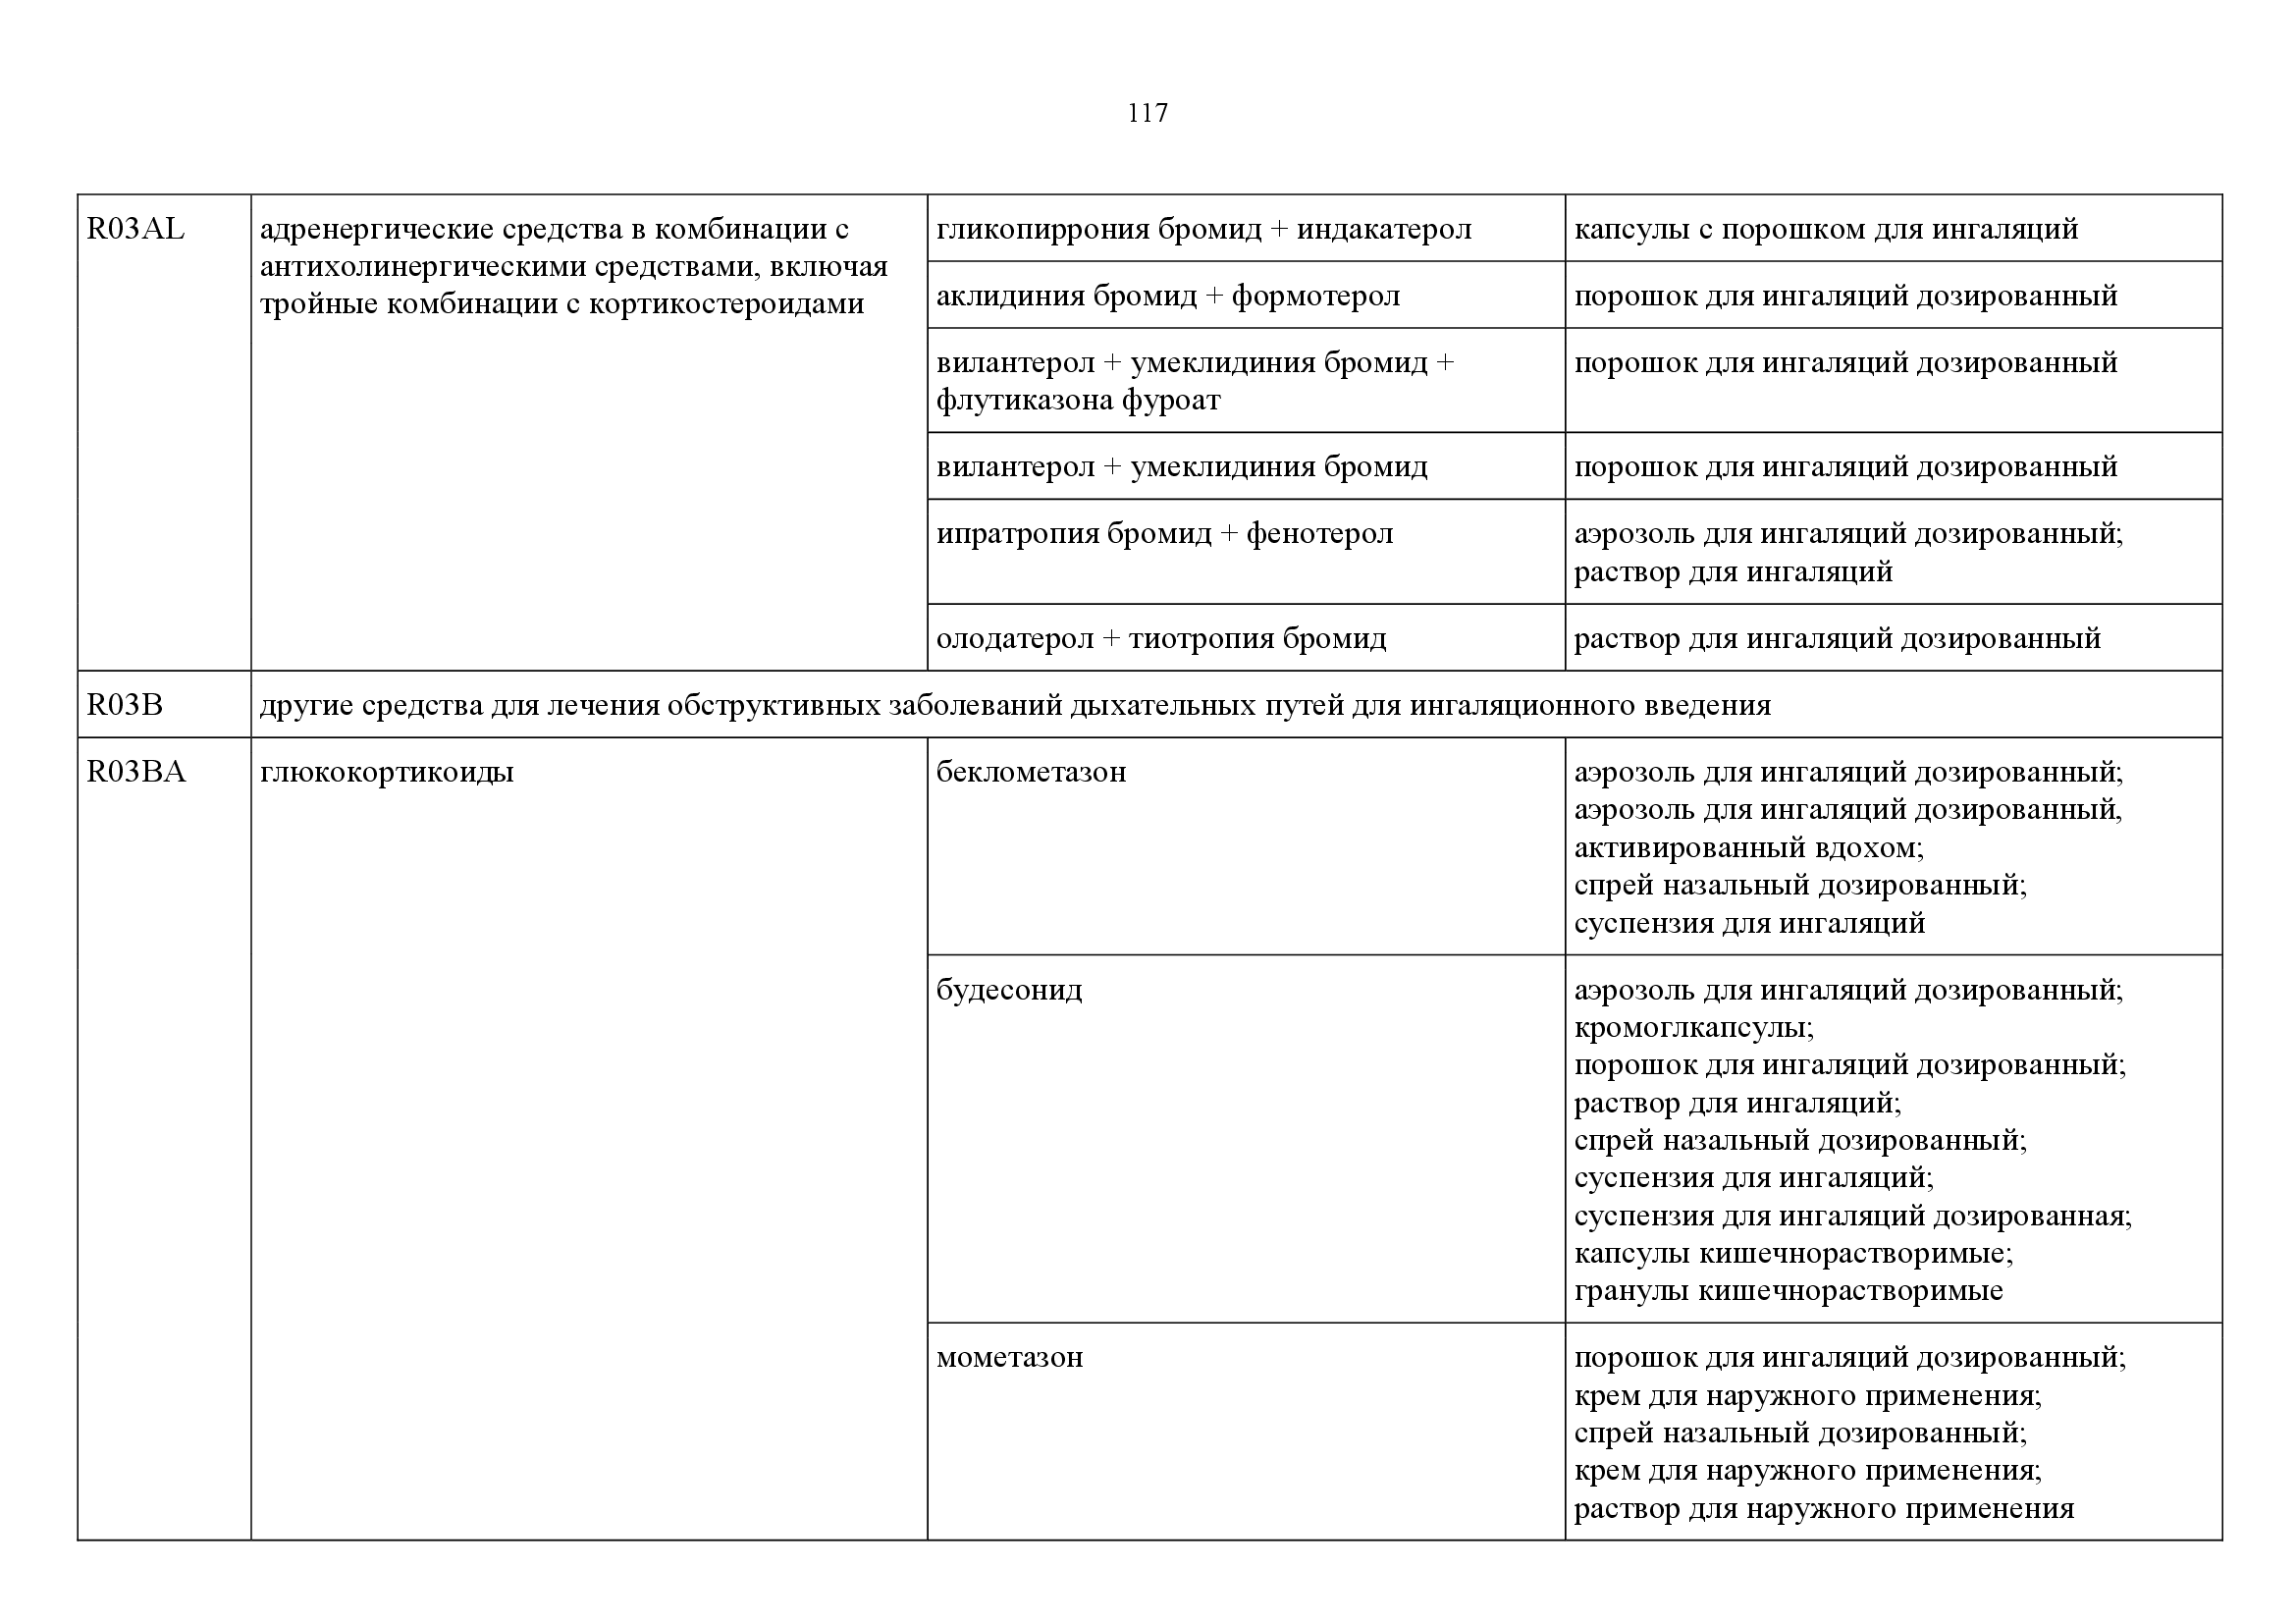 117
R03AL
адренергические средства в комбинации с
антихолинергическими средствами, включая
тройные комбинации с кортикостероидами
гликопиррония бромид + индакатерол
капсулы с порошком для ингаляций
аклидиния бромид + формотерол
порошок для ингаляций дозированный
вилантерол + умеклидиния бромид +
флутиказона фуроат
порошок для ингаляций дозированный
вилантерол + умеклидиния бромид
порошок для ингаляций дозированный
ипратропия бромид + фенотерол
аэрозоль для ингаляций дозированный;
раствор для ингаляций
олодатерол + тиотропия бромид
раствор для ингаляций дозированный
R03B
другие средства для лечения обструктивных заболеваний дыхательных путей для ингаляционного введения
R03BA
глюкокортикоиды
беклометазон
аэрозоль для ингаляций дозированный;
аэрозоль для ингаляций дозированный,
активированный вдохом;
спрей назальный дозированный;
суспензия для ингаляций
будесонид
аэрозоль для ингаляций дозированный;
кромоглкапсулы;
порошок для ингаляций дозированный;
раствор для ингаляций;
спрей назальный дозированный;
суспензия для ингаляций;
суспензия для ингаляций дозированная;
капсулы кишечнорастворимые;
гранулы кишечнорастворимые
мометазон
порошок для ингаляций дозированный;
крем для наружного применения;
спрей назальный дозированный;
крем для наружного применения;
раствор для наружного применения